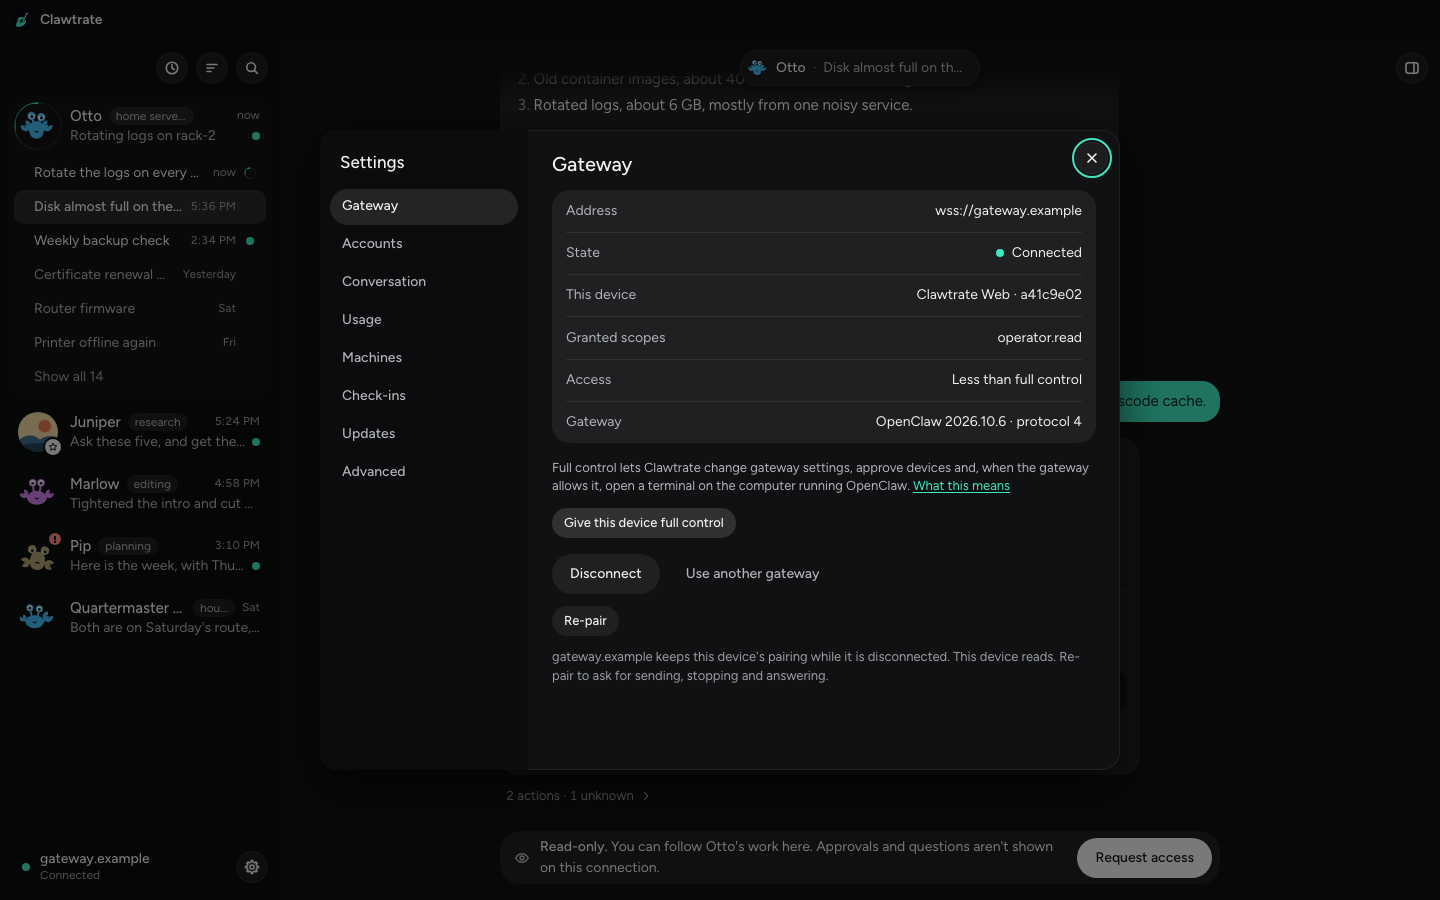 Clawtrate
Otto home serve... now
Rotating logs on rack-2
Rotate the logs on every ... now
Disk almost full on the... 5:36 PM
Weekly backup check 2:34 PM
Certificate renewal ... Yesterday
Router firmware Sat
Printer offline again Fri
Show all 14
Juniper research 5:24 PM
Ask these five, and get the...
Marlow editing 4:58 PM
Tightened the intro and cut ...
Pip planning 3:10 PM
Here is the week, with Thu...
Quartermaster ... hou... Sat
Both are on Saturday's route,...
gateway.example
Connected
Otto · Disk almost full on th...
2. Old container images, about 40
3. Rotated logs, about 6 GB, mostly from one noisy service.
Settings
Gateway
Accounts
Conversation
Usage
Machines
Check-ins
Updates
Advanced
Gateway
Address wss://gateway.example
State Connected
This device Clawtrate Web · a41c9e02
Granted scopes operator.read
Access Less than full control
Gateway OpenClaw 2026.10.6 · protocol 4
Full control lets Clawtrate change gateway settings, approve devices and, when the gateway
allows it, open a terminal on the computer running OpenClaw. What this means
Give this device full control
Disconnect Use another gateway
Re-pair
gateway.example keeps this device's pairing while it is disconnected. This device reads. Re-
pair to ask for sending, stopping and answering.
scode cache.
2 actions · 1 unknown
Read-only. You can follow Otto's work here. Approvals and questions aren't shown
on this connection.
Request access